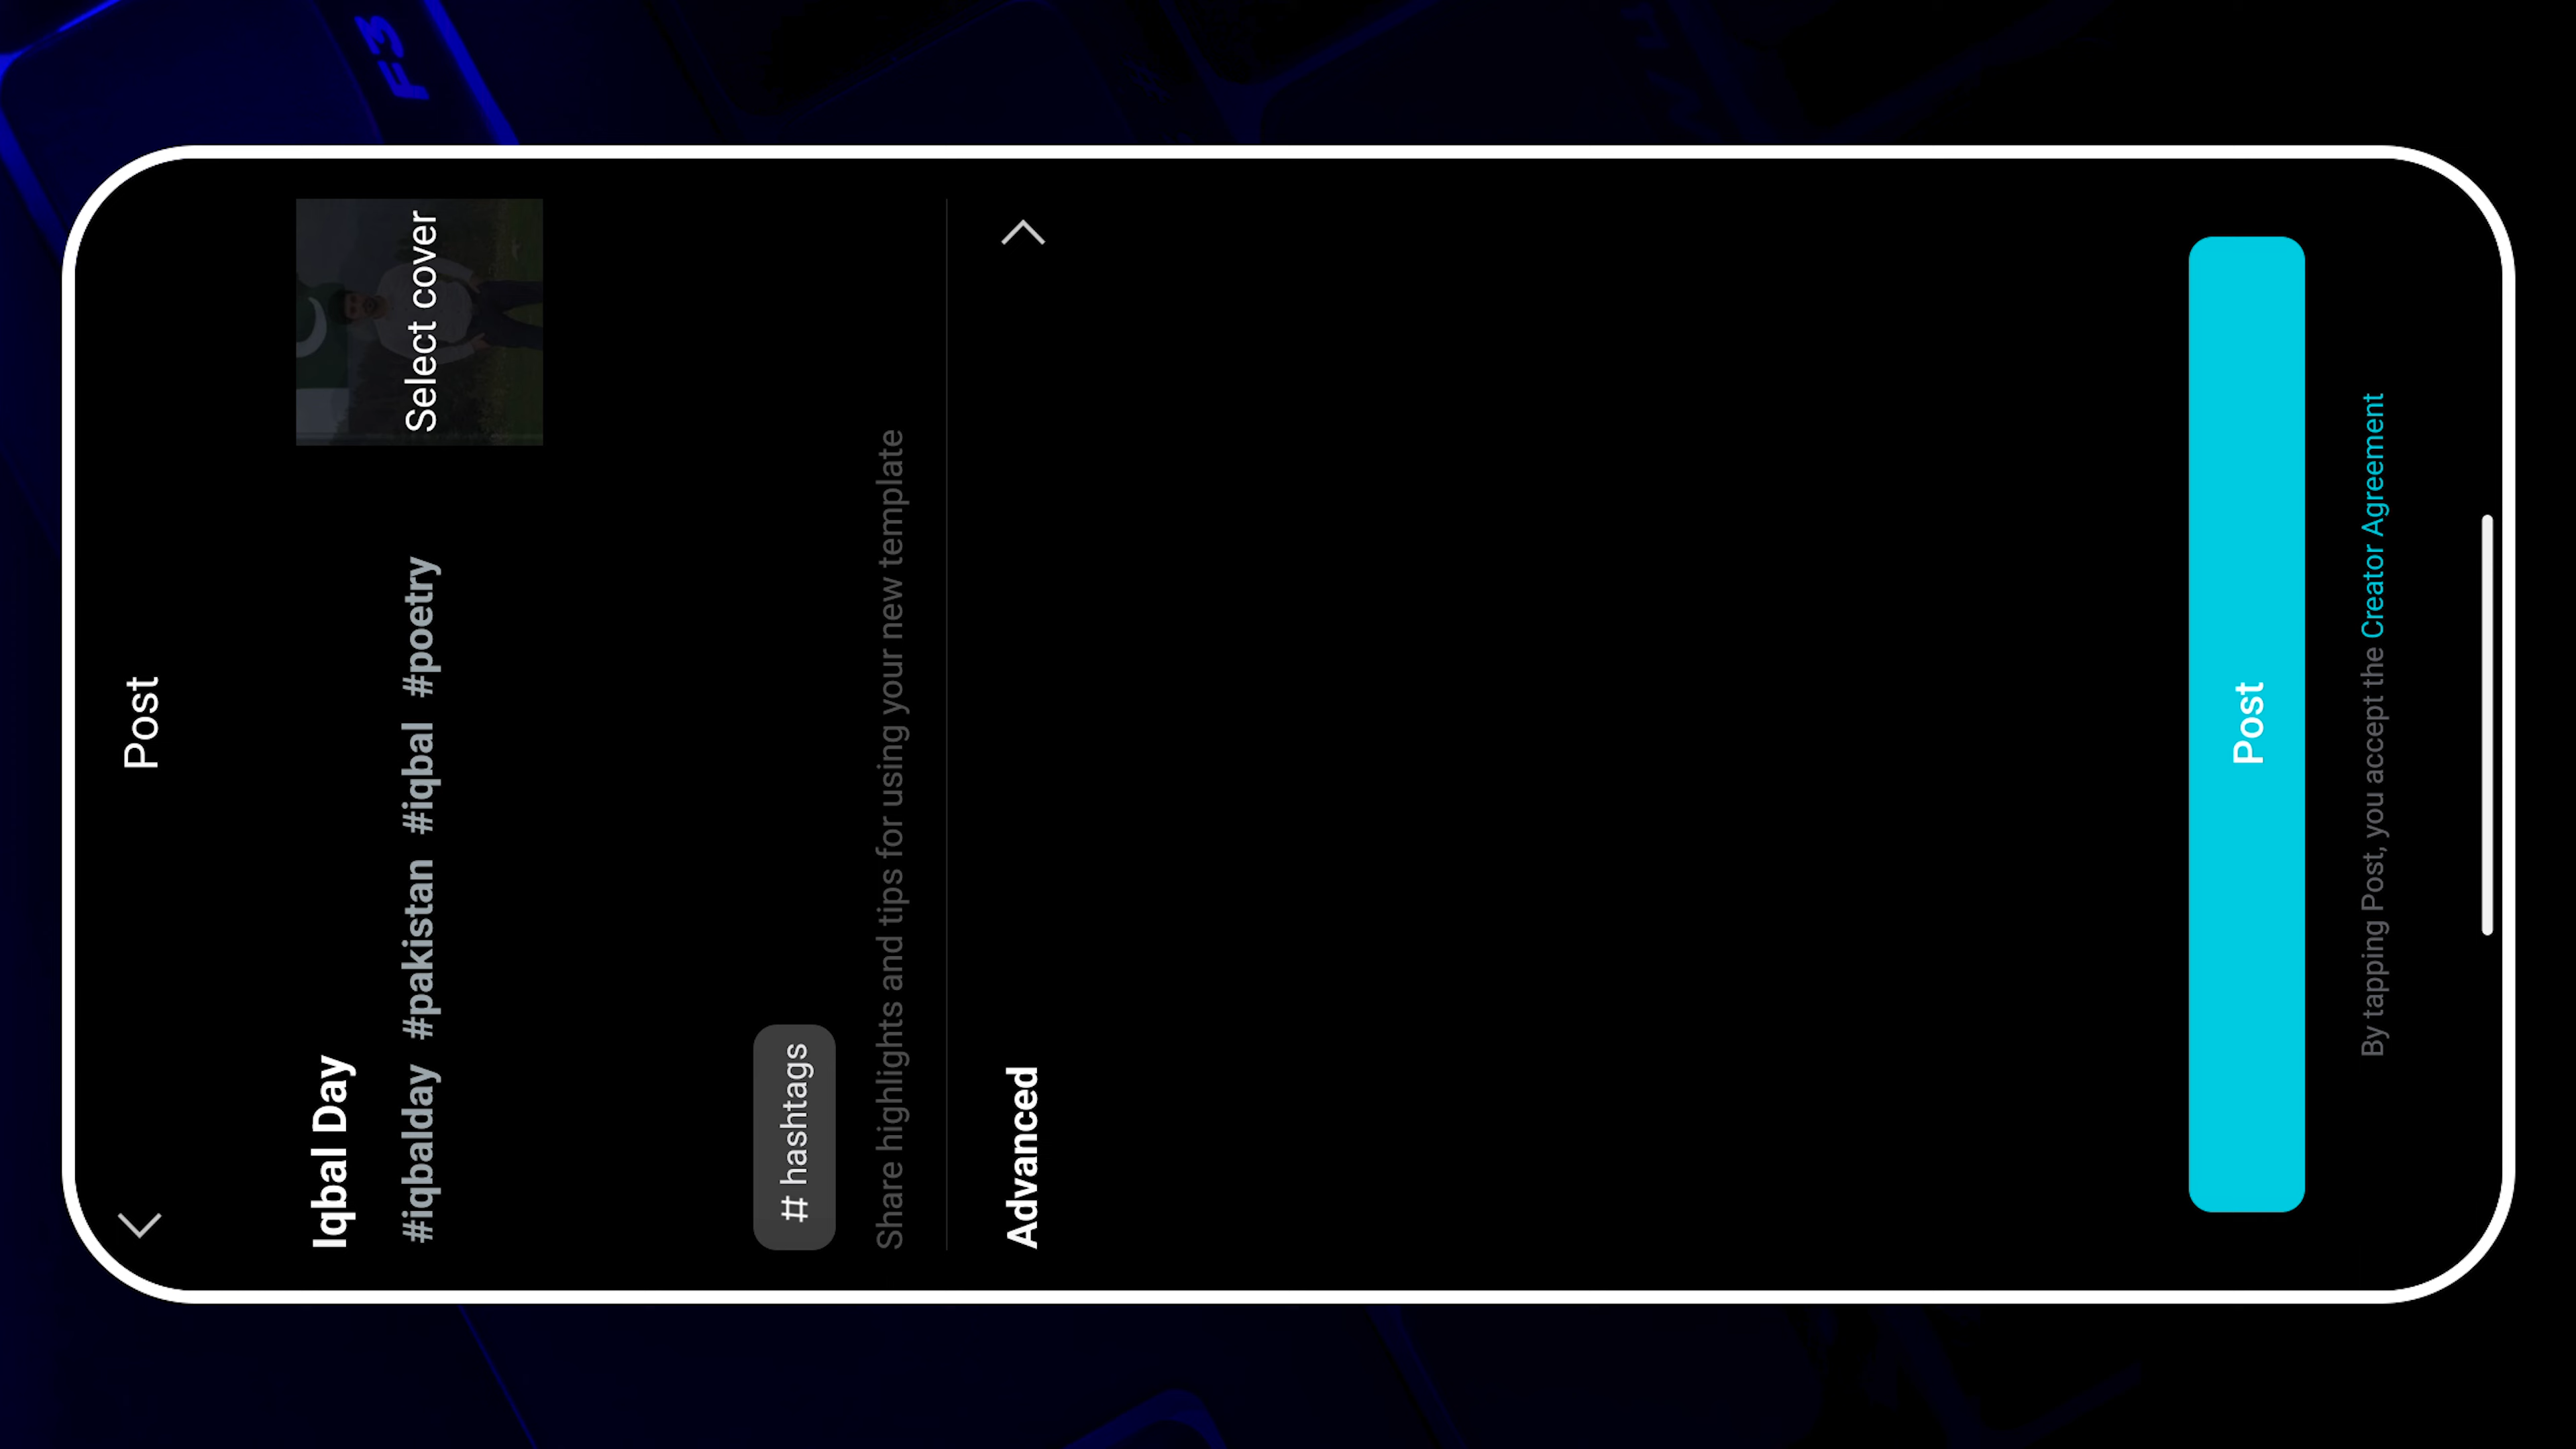 Post
Iqbal Day
#iqbalday #pakistan #iqbal #poetry
Select cover
# hashtags
Share highlights and tips for using your new template
Advanced
Post
By tapping Post, you accept the Creator Agreement
F3